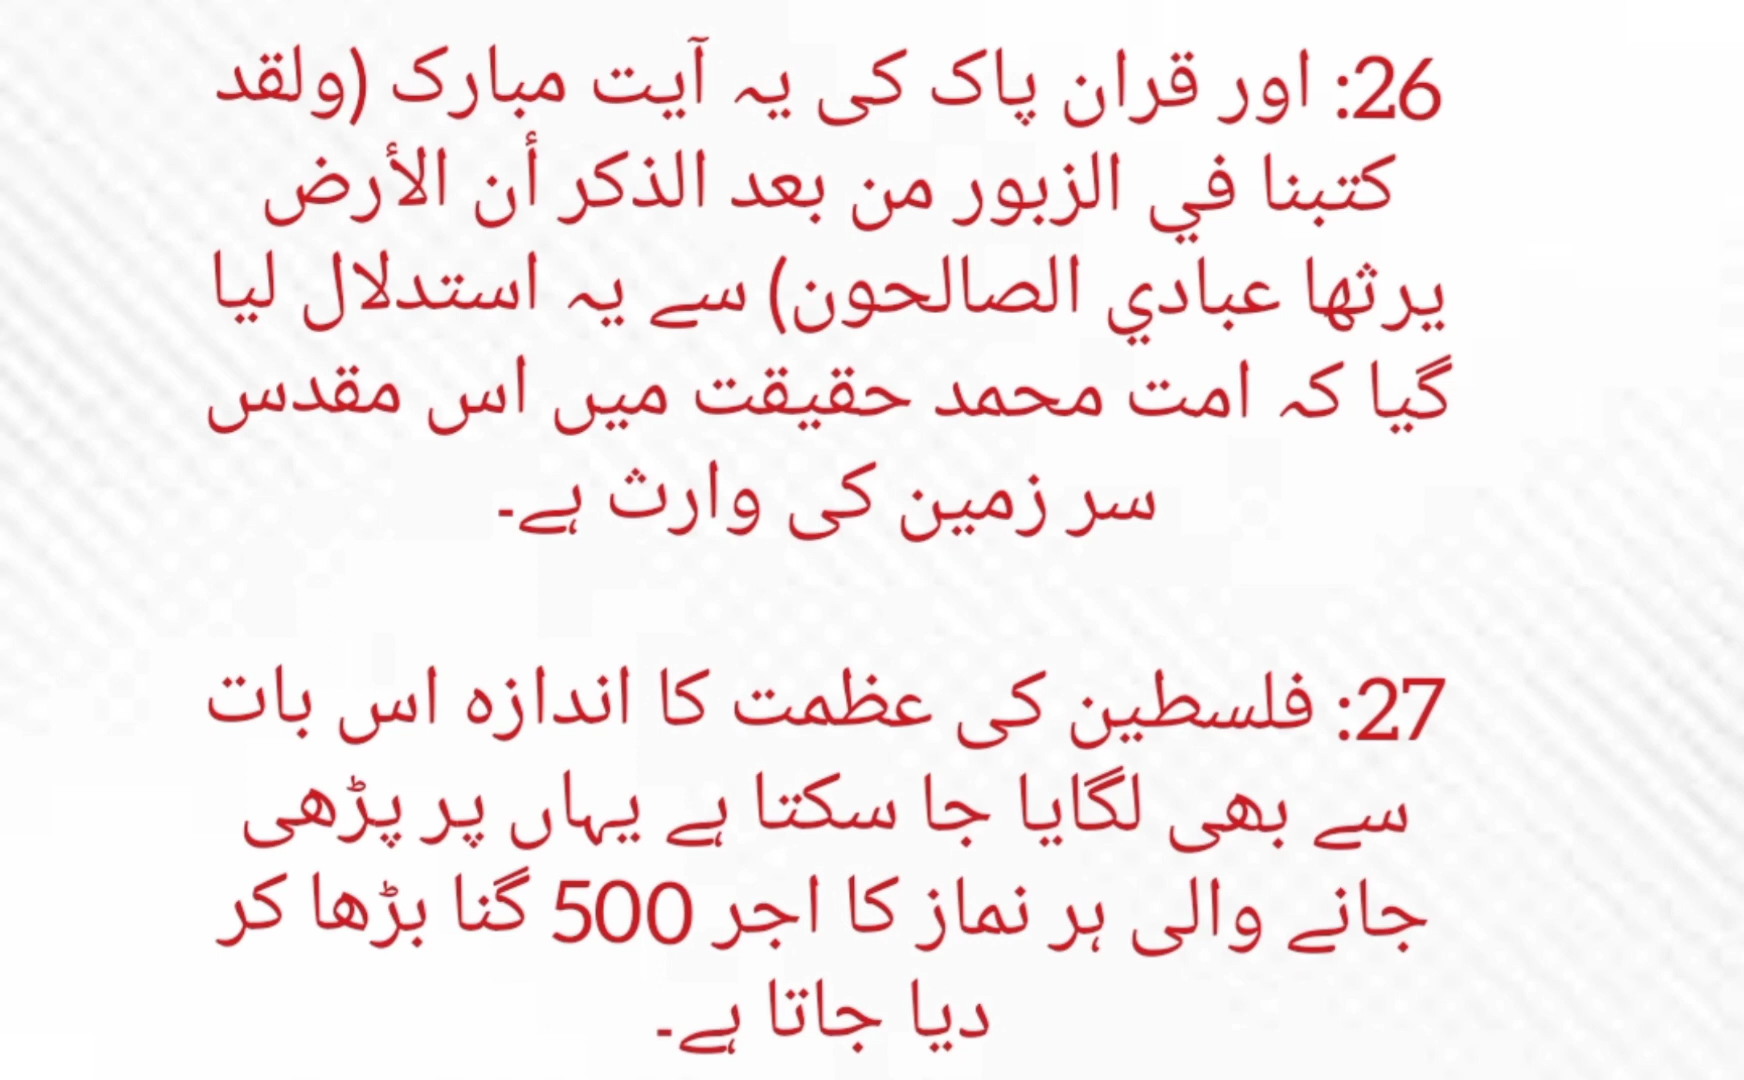 26: اور قران پاک کی یہ آیت مبارک (ولقد
كتبنا في الزبور من بعد الذكر أن الأرض
يرثها عبادي الصالحون) سے یہ استدلال لیا
گیا کہ امت محمد حقیقت میں اس مقدس
سر زمین کی وارث ہے۔
27: فلسطین کی عظمت کا اندازہ اس بات
سے بھی لگایا جا سکتا ہے یہاں پر پڑھی
جانے والی ہر نماز کا اجر 500 گنا بڑھا کر
دیا جاتا ہے۔